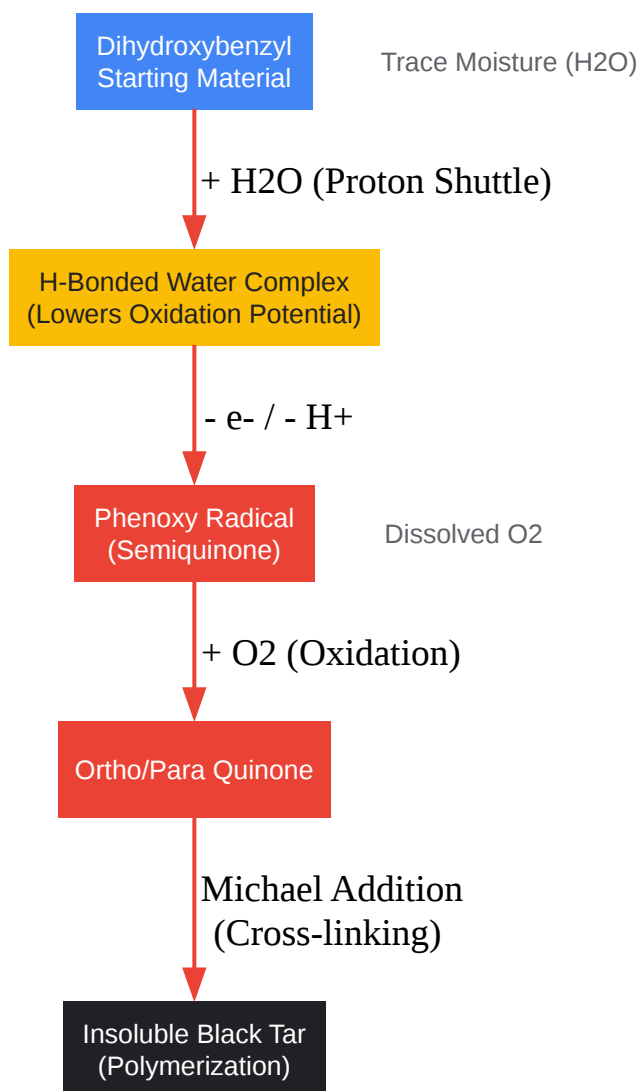 Dihydroxybenzyl
Starting Material
Trace Moisture (H2O)
+ H2O (Proton Shuttle)
H-Bonded Water Complex
(Lowers Oxidation Potential)
- e- / - H+
Phenoxy Radical
(Semiquinone)
Dissolved O2
+ O2 (Oxidation)
Ortho/Para Quinone
Michael Addition
(Cross-linking)
Insoluble Black Tar
(Polymerization)